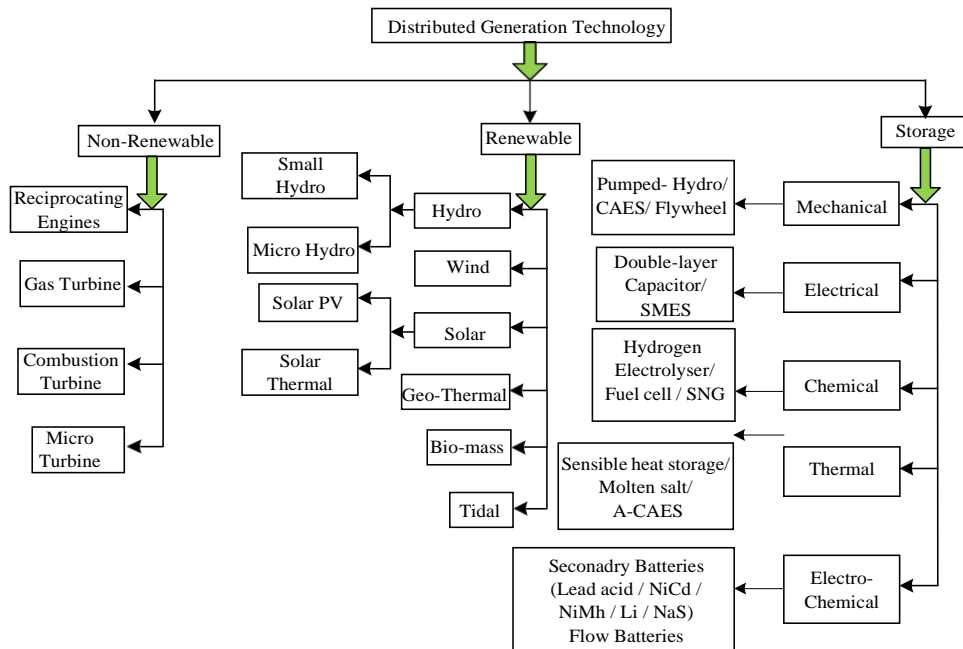 Distributed Generation Technology
Non-Renewable
Renewable
Storage
Reciprocating
Engines
Gas Turbine
Combustion
Turbine
Micro
Turbine
Small
Hydro
Micro Hydro
Hydro
Wind
Solar PV
Solar
Thermal
Solar
Geo-Thermal
Bio-mass
Tidal
Pumped- Hydro/
CAES/ Flywheel
Mechanical
Double-layer
Capacitor/
SMES
Electrical
Hydrogen
Electrolyser/
Fuel cell / SNG
Chemical
Sensible heat storage/
Molten salt/
A-CAES
Thermal
Seconadry Batteries
(Lead acid / NiCd /
NiMh / Li / NaS)
Flow Batteries
Electro-
Chemical